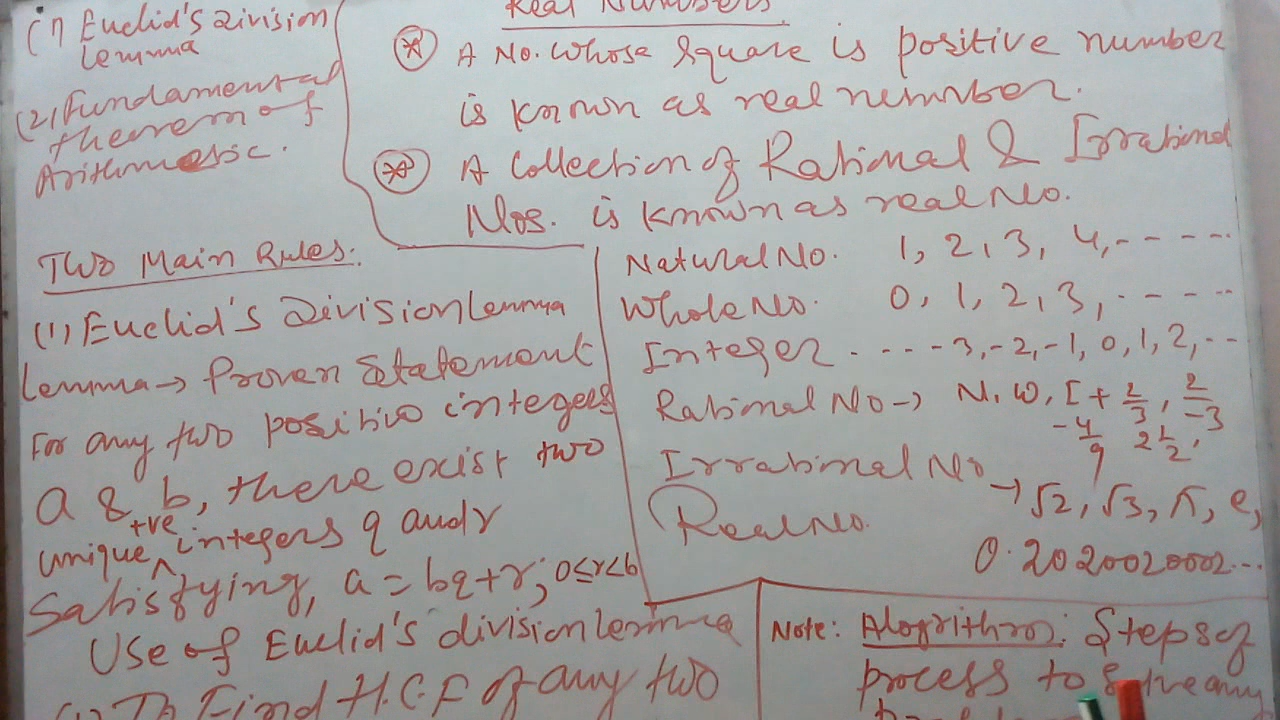 (1) Euclid's Division
lemma
(2) Fundamental
theorem of
Arithmetic.
Real Numbers
A No. whose square is positive number
is known as real number.
A Collection of Rational & Irrational
Nos. is known as real No.
Two Main Rules:
(1) Euclid's Division Lemma
Lemma → Proven Statement
For any two positive integers
a & b, there exist two
unique +ve integers q and r
Satisfying, a = bq + r; 0≤r<b
Use of Euclid's division lemma
(1) To Find H.C.F of any two
Natural No. 1, 2, 3, 4, - - - - -
Whole No. 0, 1, 2, 3, - - - - -
Integer - - - - -3, -2, -1, 0, 1, 2, - -
Rational No → N, W, I + 2/3, 2/-3
-4/9 2 1/2,
Irrational No → √2, √3, π, e,
0.2020020002...
Real No.
Note: Alogrithm: Steps of
process to solve any